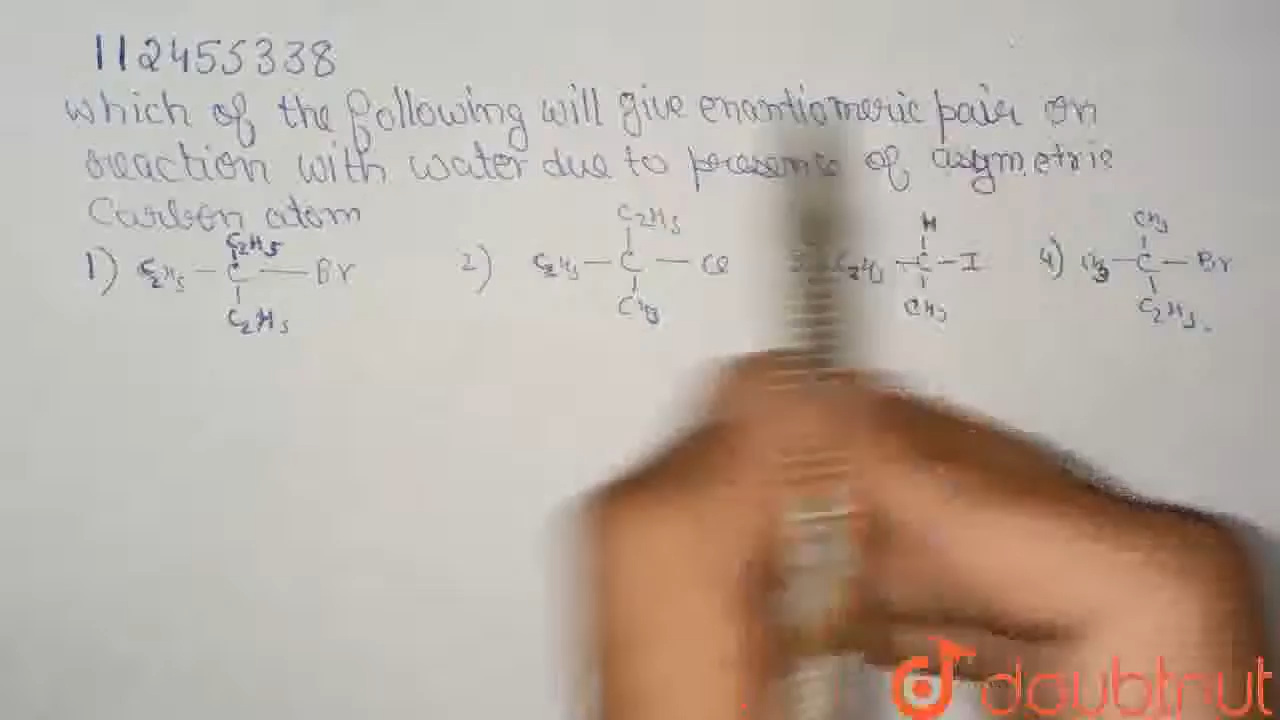 112455338
Which of the following will give enantiomeric pair on
reaction with water due to presence of asymetric
Carbon atom
C2H5 C2H5 H CH3
1) C2H5 - C - Br 2) C2H5 - C - Cl C2H5 - C - I 4) CH3 - C - Br
C2H5 CH3 CH3 C2H5.
doubtnut